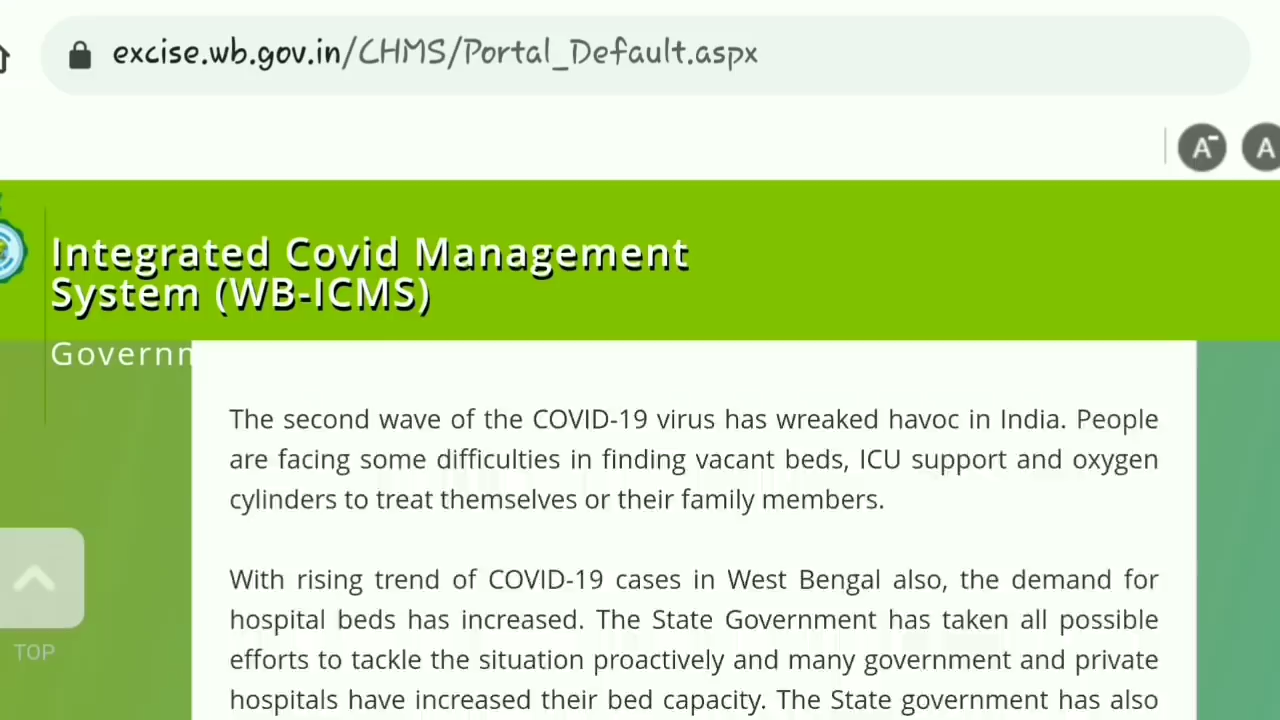 excise.wb.gov.in/CHMS/Portal_Default.aspx
A-
A
Integrated Covid Management
System (WB-ICMS)
Governm
The second wave of the COVID-19 virus has wreaked havoc in India. People
are facing some difficulties in finding vacant beds, ICU support and oxygen
cylinders to treat themselves or their family members.
With rising trend of COVID-19 cases in West Bengal also, the demand for
hospital beds has increased. The State Government has taken all possible
efforts to tackle the situation proactively and many government and private
hospitals have increased their bed capacity. The State government has also
TOP